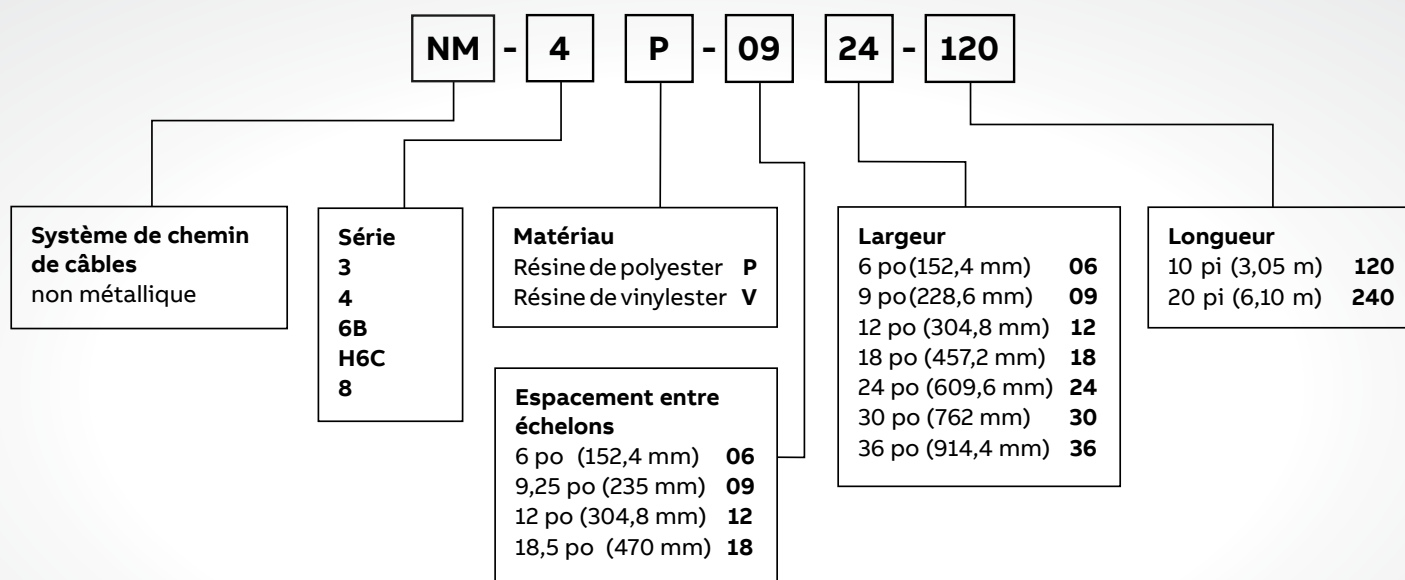 NM - 4 P - 09 24 - 120
Système de chemin
de câbles
non métallique
Série
3
4
6B
H6C
8
Matériau
Résine de polyester P
Résine de vinylester V
Espacement entre
échelons
6 po (152,4 mm) 06
9,25 po (235 mm) 09
12 po (304,8 mm) 12
18,5 po (470 mm) 18
Largeur
6 po (152,4 mm) 06
9 po (228,6 mm) 09
12 po (304,8 mm) 12
18 po (457,2 mm) 18
24 po (609,6 mm) 24
30 po (762 mm) 30
36 po (914,4 mm) 36
Longueur
10 pi (3,05 m) 120
20 pi (6,10 m) 240